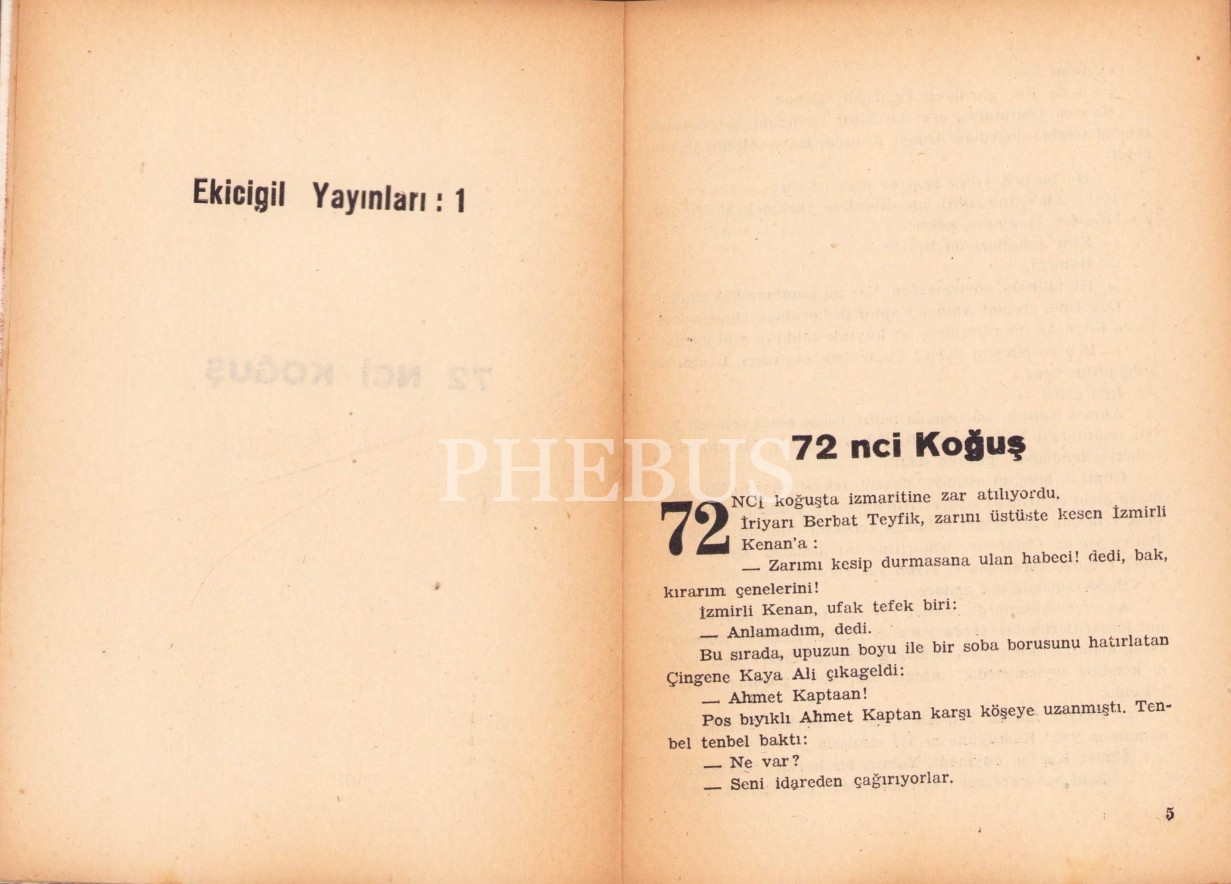 Ekicigil Yayınları : 1
72 NCİ KOĞUŞ
PHEBUS
72 nci Koğuş
72 NCİ koğuşta izmaritine zar atılıyordu.
İriyarı Berbat Teyfik, zarını üstüste kesen İzmirli
Kenan'a :
— Zarımı kesip durmasana ulan habeci! dedi, bak,
kırarım çenelerini!
İzmirli Kenan, ufak tefek biri:
— Anlamadım, dedi.
Bu sırada, upuzun boyu ile bir soba borusunu hatırlatan
Çingene Kaya Ali çıkageldi:
— Ahmet Kaptaan!
Pos bıyıklı Ahmet Kaptan karşı köşeye uzanmıştı. Ten-
bel tenbel baktı:
— Ne var?
— Seni idareden çağırıyorlar.
5